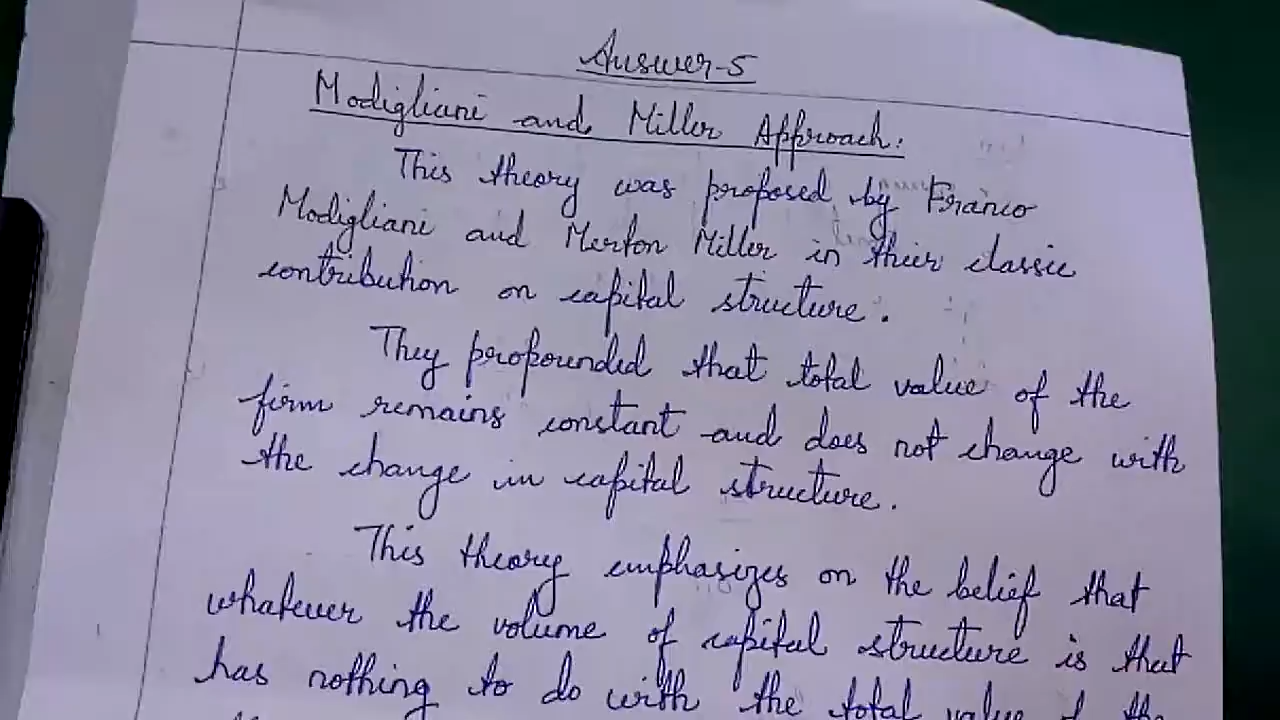 Answer-5
Modigliani and Miller Approach:
This theory was proposed by Franco
Modigliani and Merton Miller in their classic
contribution on capital structure.
They propounded that total value of the
firm remains constant and does not change with
the change in capital structure.
This theory emphasizes on the belief that
whatever the volume of capital structure is that
has nothing to do with the total value of the